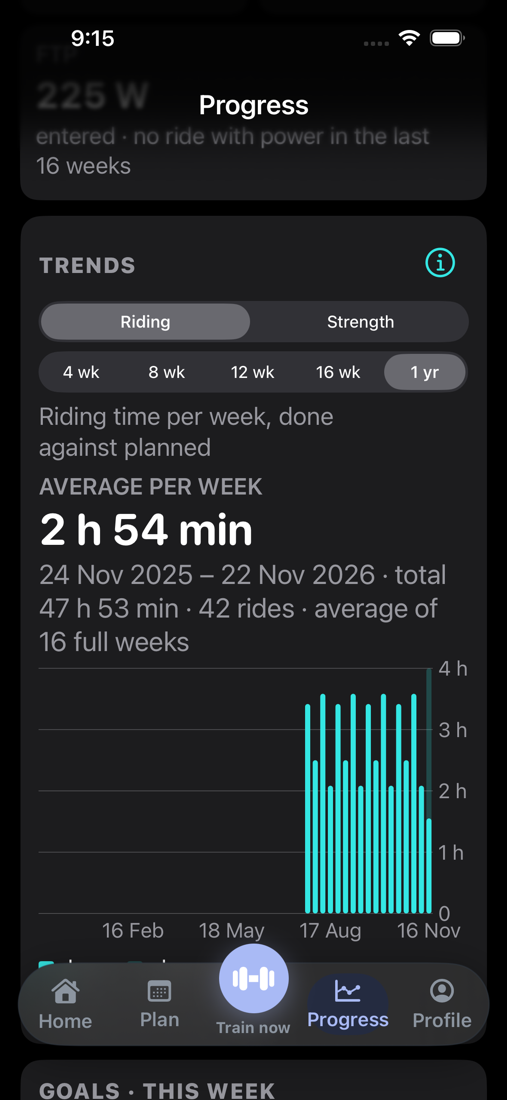 9:15
FTP
225 W
Progress
entered · no ride with power in the last
16 weeks
TRENDS
Riding
Strength
4 wk
8 wk
12 wk
16 wk
1 yr
Riding time per week, done
against planned
AVERAGE PER WEEK
2 h 54 min
24 Nov 2025 – 22 Nov 2026 · total
47 h 53 min · 42 rides · average of
16 full weeks
4 h
3 h
2 h
1 h
0
16 Feb
18 May
17 Aug
16 Nov
Home
Plan
Train now
Progress
Profile
GOALS · THIS WEEK